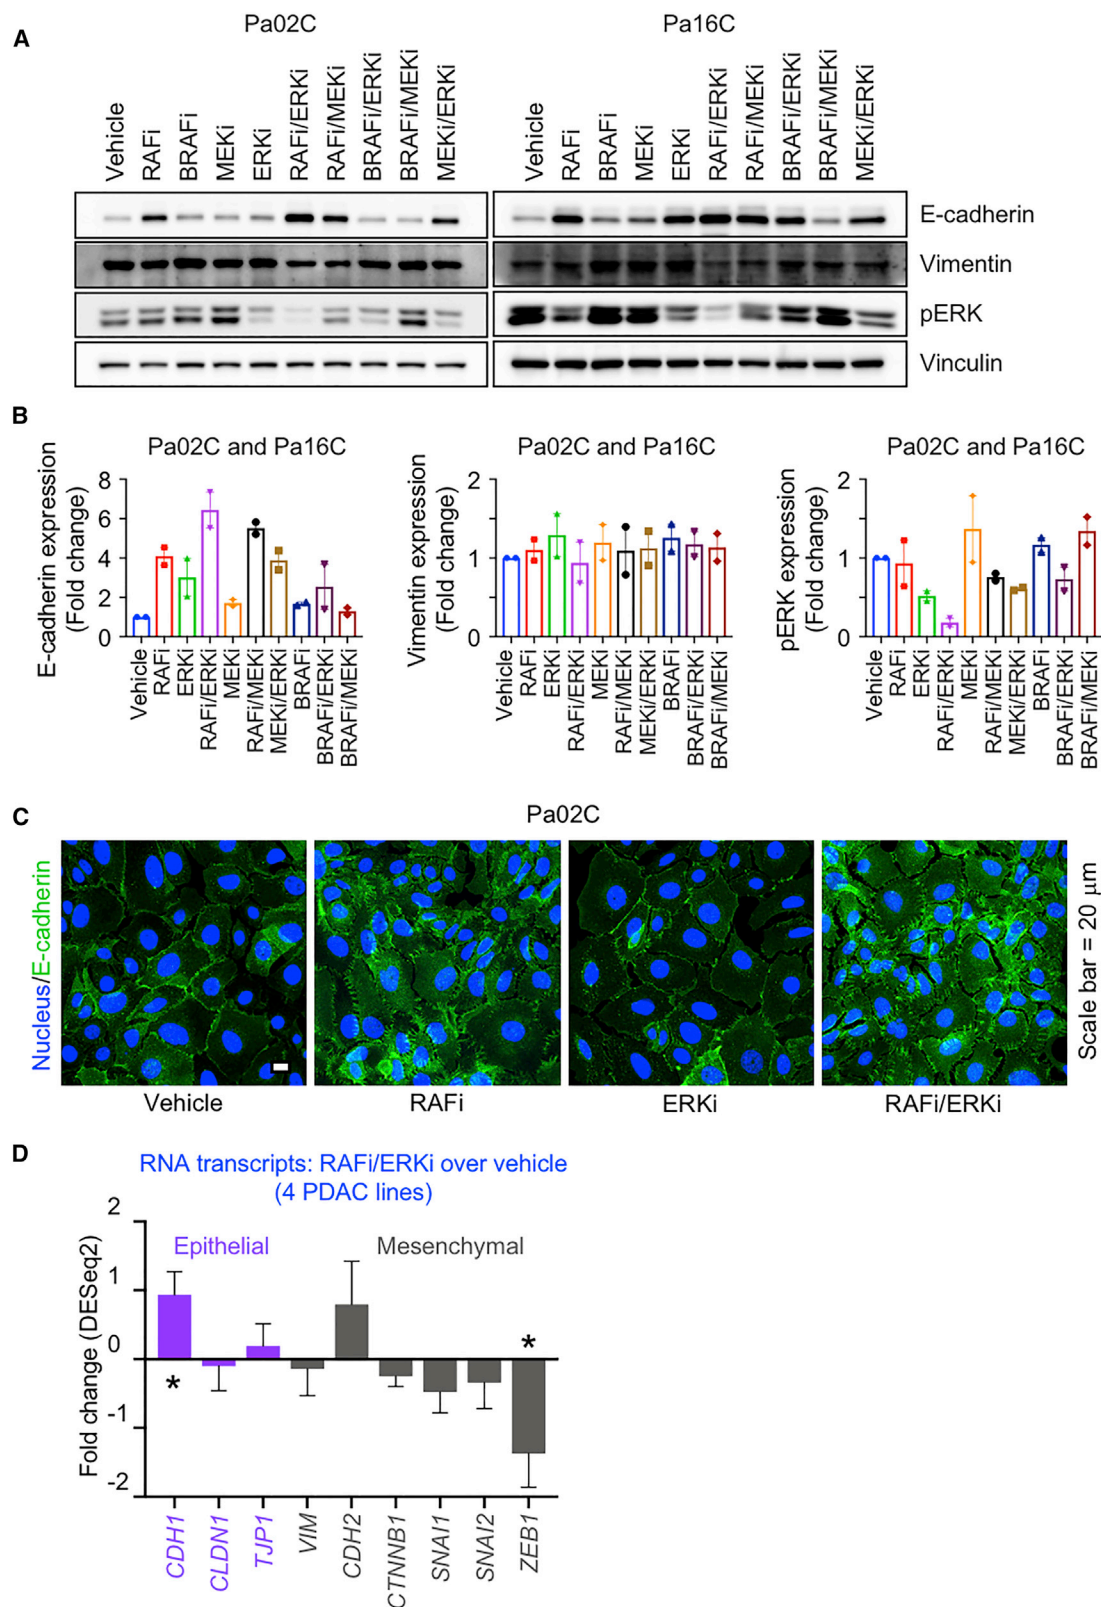 A
Pa02C
Pa16C
Vehicle
RAFi
BRAFi
MEKi
ERKi
RAFi/ERKi
RAFi/MEKi
BRAFi/ERKi
BRAFi/MEKi
MEKi/ERKi
Vehicle
RAFi
BRAFi
MEKi
ERKi
RAFi/ERKi
RAFi/MEKi
BRAFi/ERKi
BRAFi/MEKi
MEKi/ERKi
E-cadherin
Vimentin
pERK
Vinculin
B
Pa02C and Pa16C
E-cadherin expression
(Fold change)
8
6
4
2
0
Vehicle
RAFi
ERKi
RAFi/ERKi
MEKi
RAFi/MEKi
MEKi/ERKi
BRAFi
BRAFi/ERKi
BRAFi/MEKi
Pa02C and Pa16C
Vimentin expression
(Fold change)
2
1
0
Vehicle
RAFi
ERKi
RAFi/ERKi
MEKi
RAFi/MEKi
MEKi/ERKi
BRAFi
BRAFi/ERKi
BRAFi/MEKi
Pa02C and Pa16C
pERK expression
(Fold change)
2
1
0
Vehicle
RAFi
ERKi
RAFi/ERKi
MEKi
RAFi/MEKi
MEKi/ERKi
BRAFi
BRAFi/ERKi
BRAFi/MEKi
C
Pa02C
Nucleus/E-cadherin
Scale bar = 20 μm
Vehicle
RAFi
ERKi
RAFi/ERKi
D
RNA transcripts: RAFi/ERKi over vehicle
(4 PDAC lines)
Fold change (DESeq2)
2
1
0
-1
-2
Epithelial
Mesenchymal
*
*
CDH1
CLDN1
TJP1
VIM
CDH2
CTNNB1
SNAI1
SNAI2
ZEB1